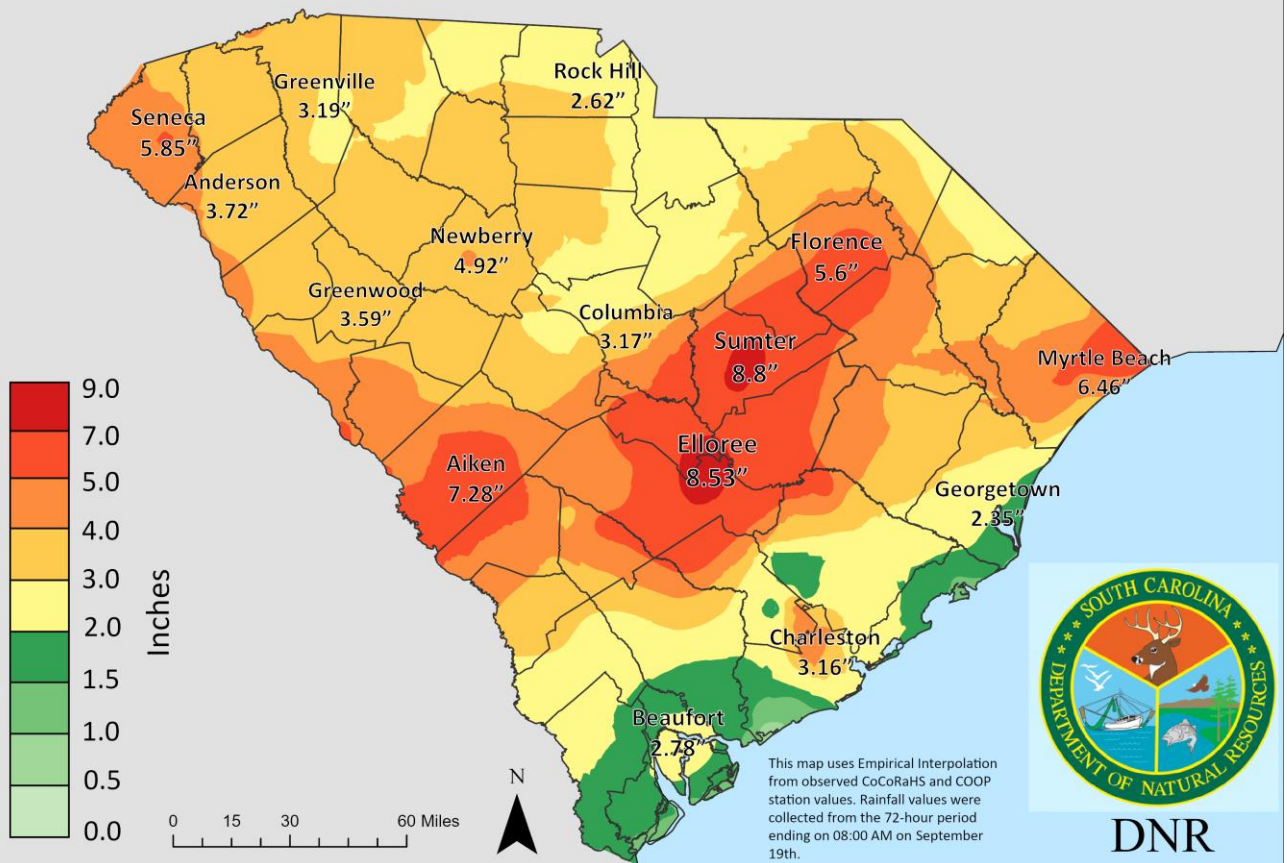 Greenville
3.19”
Rock Hill
2.62”
Seneca
5.85”
Anderson
3.72”
Newberry
4.92”
Florence
5.6”
Greenwood
3.59”
Columbia
3.17”
Sumter
8.8”
Myrtle Beach
6.46”
Aiken
7.28”
Elloree
8.53”
Georgetown
2.35”
Charleston
3.16”
Beaufort
2.78”
9.0
7.0
5.0
4.0
3.0
2.0
1.5
1.0
0.5
0.0
Inches
0 15 30 60 Miles
N
This map uses Empirical Interpolation
from observed CoCoRaHS and COOP
station values. Rainfall values were
collected from the 72-hour period
ending on 08:00 AM on September
19th.
SOUTH CAROLINA
DEPARTMENT OF NATURAL RESOURCES
DNR